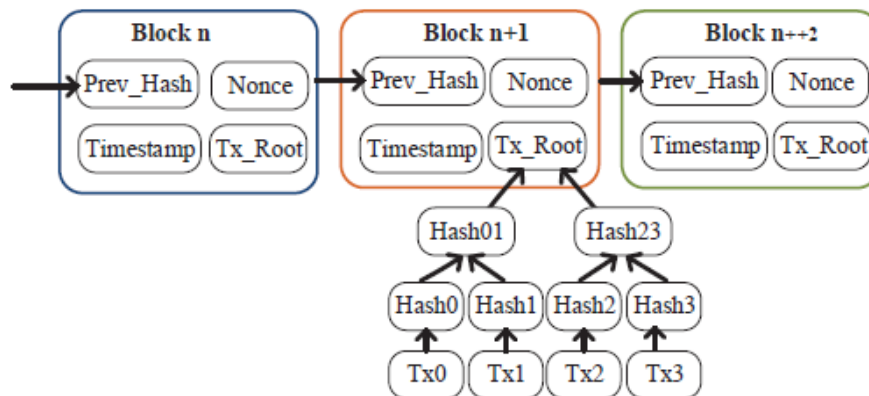 Block n
Block n+1
Block n++2
Prev_Hash Nonce
Prev_Hash Nonce
Prev_Hash Nonce
Timestamp Tx_Root
Timestamp Tx_Root
Timestamp Tx_Root
Hash01 Hash23
Hash0 Hash1 Hash2 Hash3
Tx0 Tx1 Tx2 Tx3